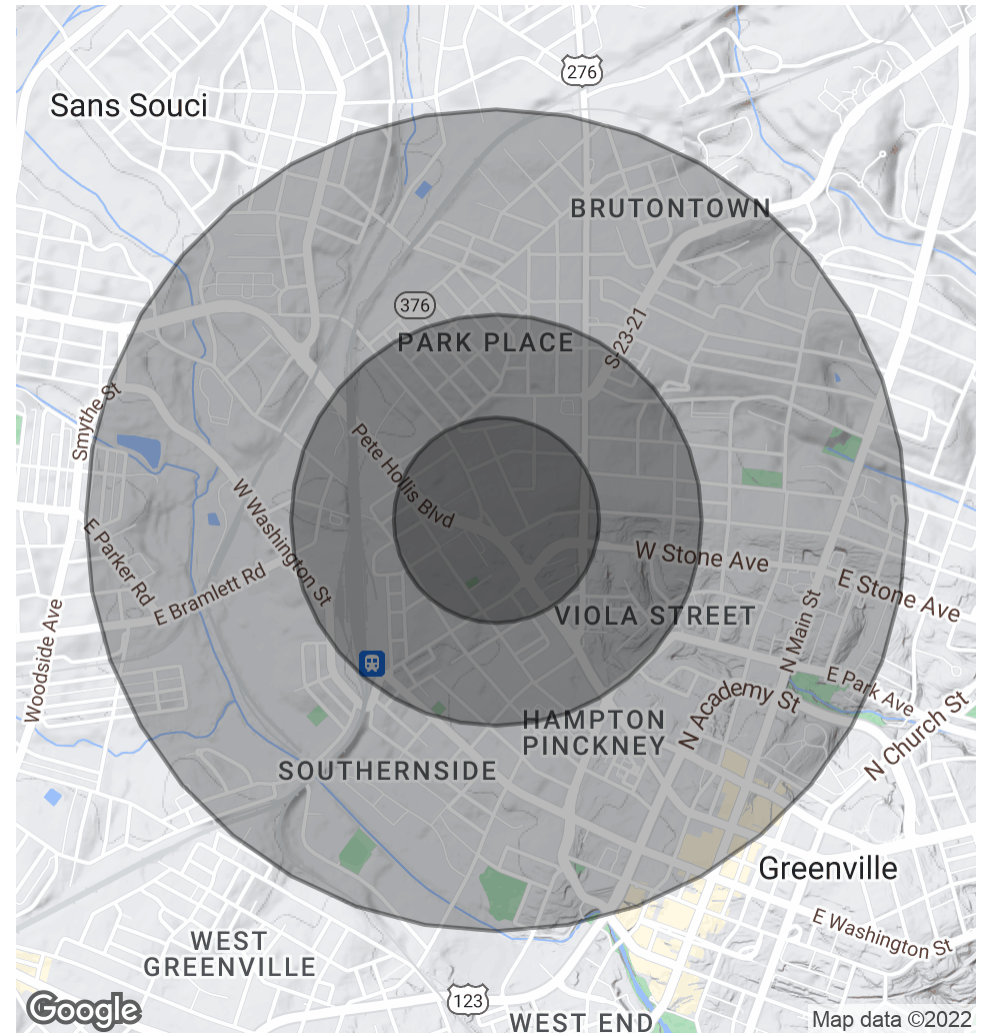 276
Sans Souci
BRUTONTOWN
376
PARK PLACE
S 23-21
Smythe St
Pete Hollis Blvd
W Washington St
E Parker Rd
E Bramlett Rd
W Stone Ave
E Stone Ave
VIOLA STREET
N Main St
Woodside Ave
E Park Ave
N Academy St
N Church St
HAMPTON
PINCKNEY
SOUTHERNSIDE
Greenville
E Washington St
WEST
GREENVILLE
123
WEST END
Google
Map data ©2022